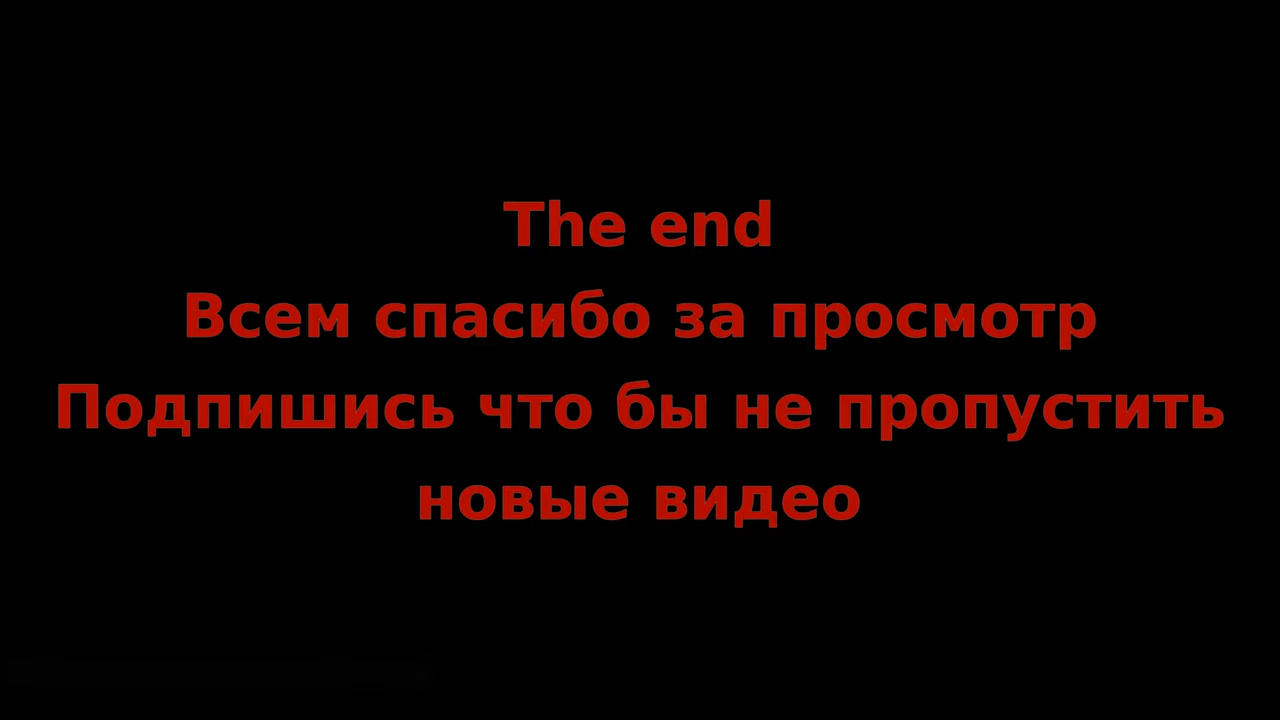 The end
Всем спасибо за просмотр
Подпишись что бы не пропустить
новые видео